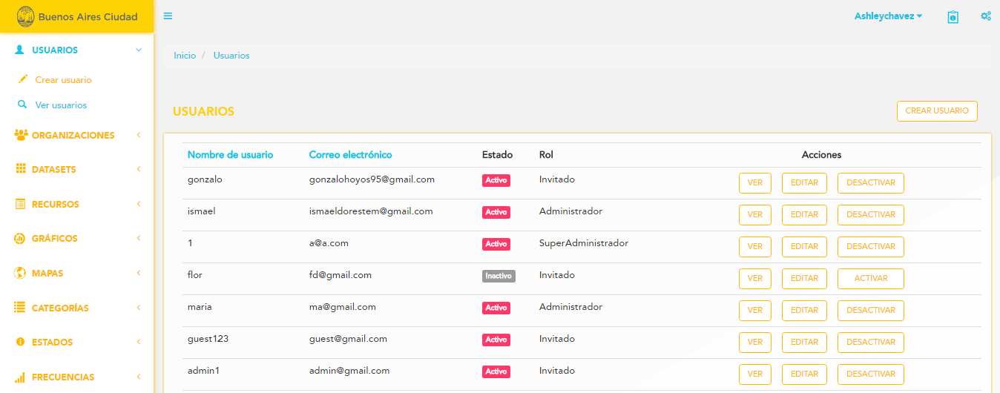 Buenos Aires Ciudad
Ashleychavez
USUARIOS
Crear usuario
Ver usuarios
ORGANIZACIONES
DATASETS
RECURSOS
GRÁFICOS
MAPAS
CATEGORÍAS
ESTADOS
FRECUENCIAS
Inicio / Usuarios
USUARIOS
CREAR USUARIO
Nombre de usuario Correo electrónico Estado Rol Acciones
gonzalo gonzalohoyos95@gmail.com Activo Invitado VER EDITAR DESACTIVAR
ismael ismaeldorestem@gmail.com Activo Administrador VER EDITAR DESACTIVAR
1 a@a.com Activo SuperAdministrador VER EDITAR DESACTIVAR
flor fd@gmail.com Inactivo Invitado VER EDITAR ACTIVAR
maria ma@gmail.com Activo Administrador VER EDITAR DESACTIVAR
guest123 guest@gmail.com Activo Invitado VER EDITAR DESACTIVAR
admin1 admin@gmail.com Activo Invitado VER EDITAR DESACTIVAR